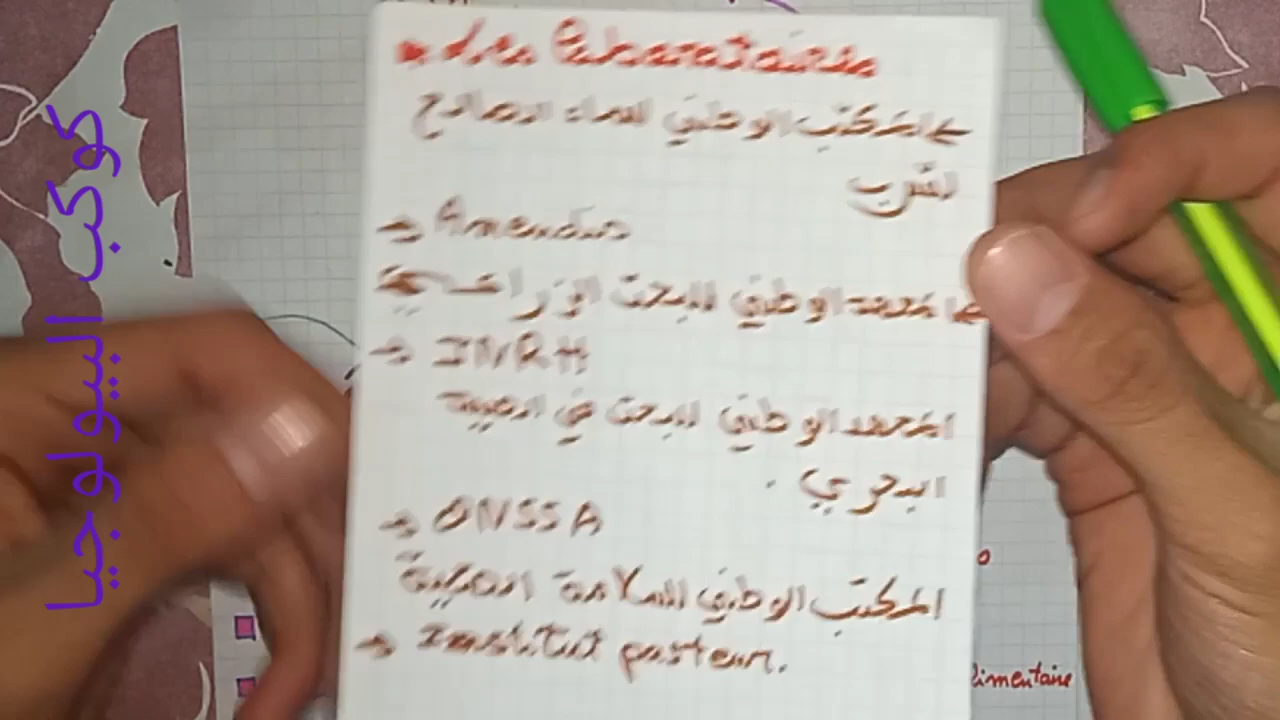 Les Laboratoires
← المكتب الوطني للماء الصالح
للشرب
→ Amendis
← المعهد الوطني للبحث الزراعي
→ INRH
المعهد الوطني للبحث في الصيد
البحري.
→ ONSSA
المكتب الوطني للسلامة الصحية
→ Institut pasteur.
كوكب البيولوجيا
limentaire